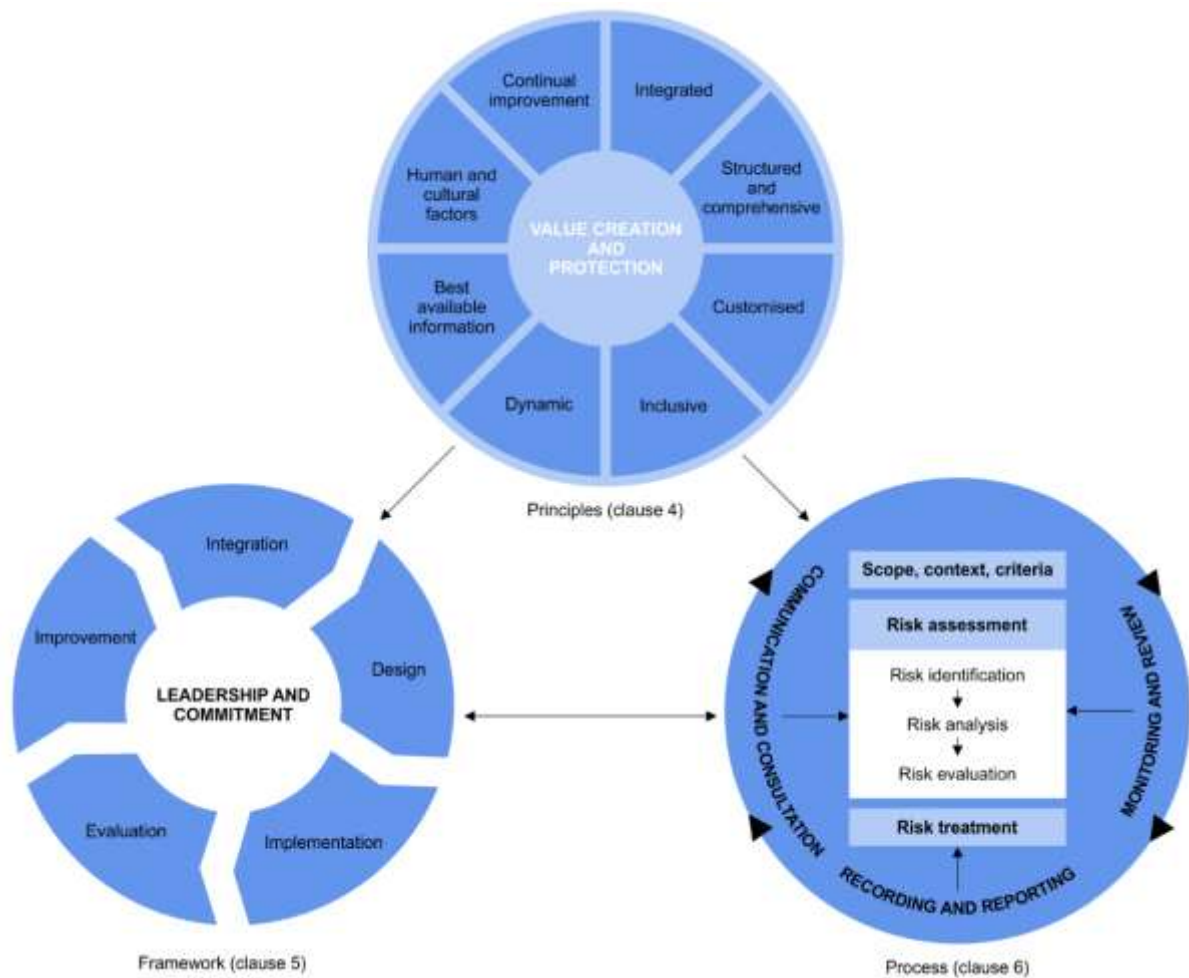 Continual
improvement
Integrated
Human and
cultural
factors
Structured
and
comprehensive
VALUE CREATION
AND
PROTECTION
Best
available
information
Customised
Dynamic
Inclusive
Principles (clause 4)
Integration
Improvement
Design
LEADERSHIP AND
COMMITMENT
Evaluation
Implementation
Framework (clause 5)
COMMUNICATION AND CONSULTATION
Scope, context, criteria
Risk assessment
Risk identification
Risk analysis
Risk evaluation
Risk treatment
MONITORING AND REVIEW
RECORDING AND REPORTING
Process (clause 6)